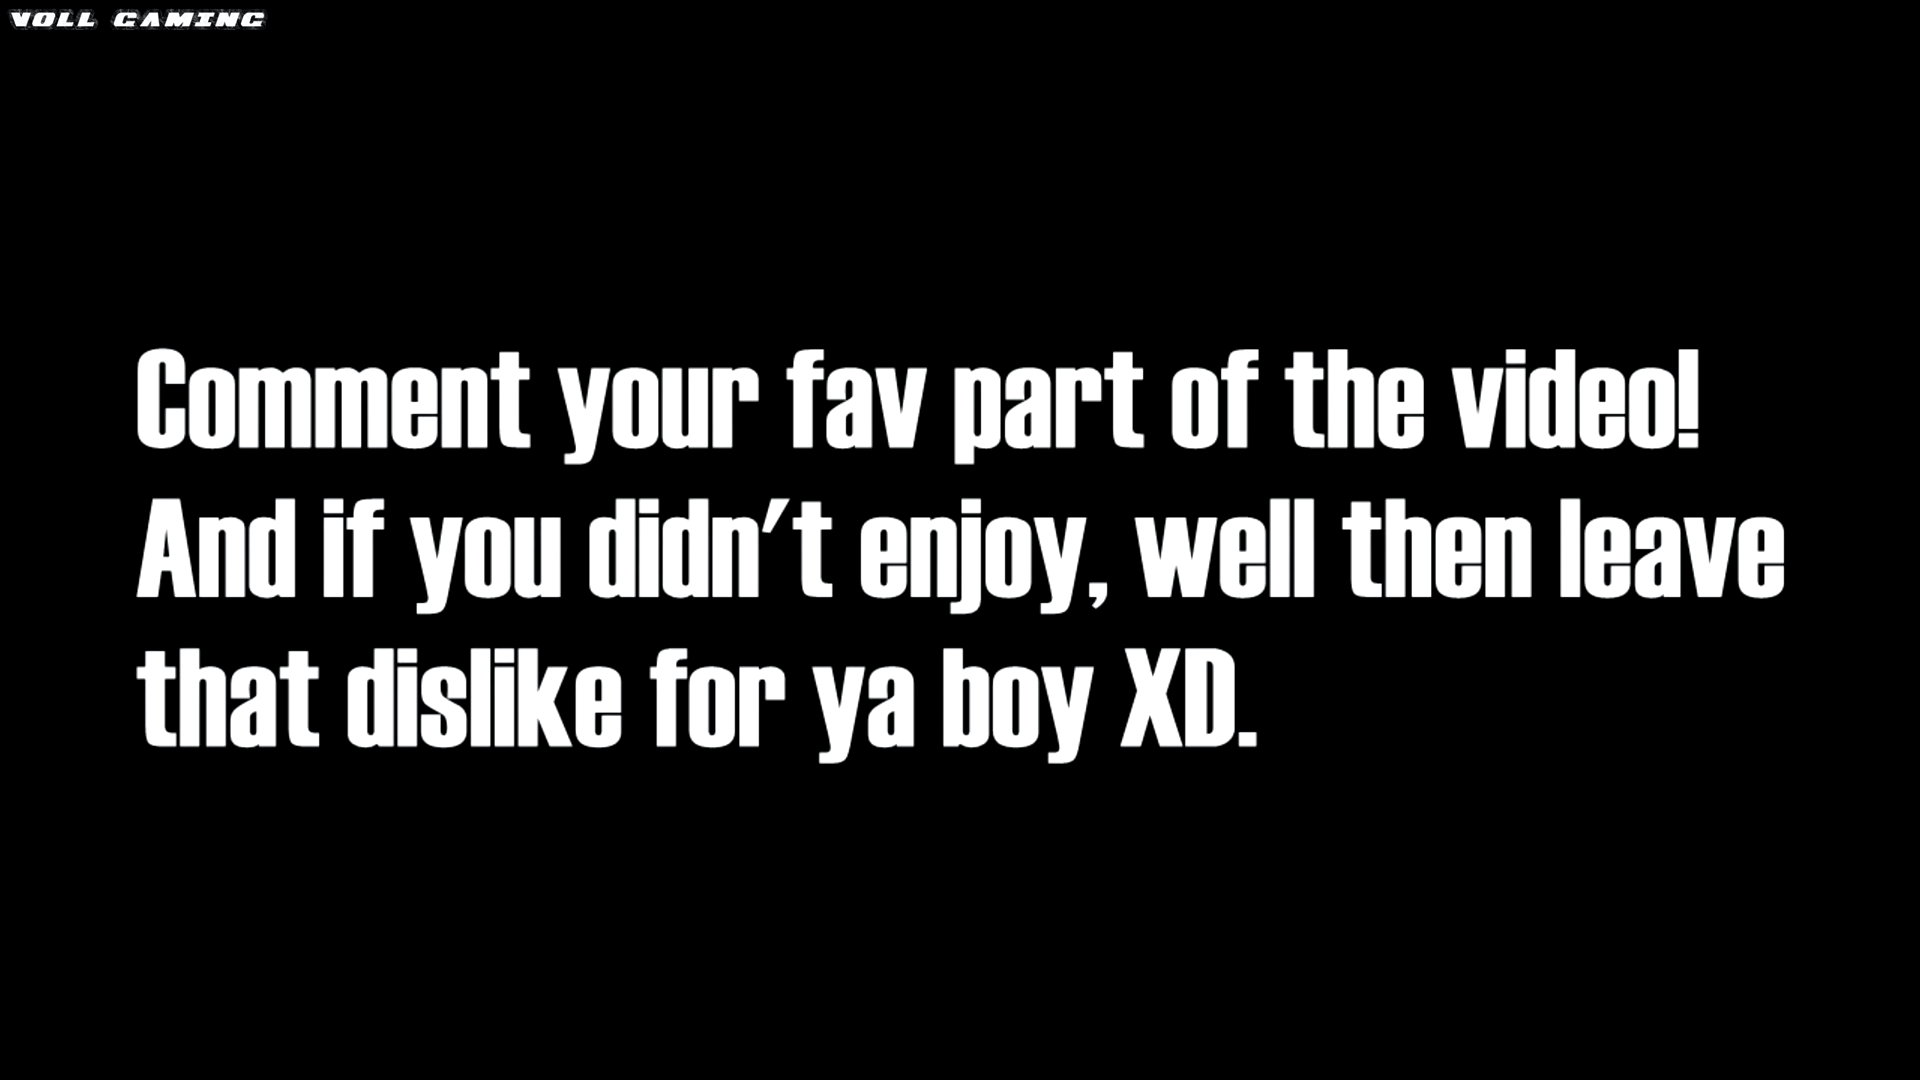 VOLL GAMING
Comment your fav part of the video!
And if you didn't enjoy, well then leave
that dislike for ya boy XD.